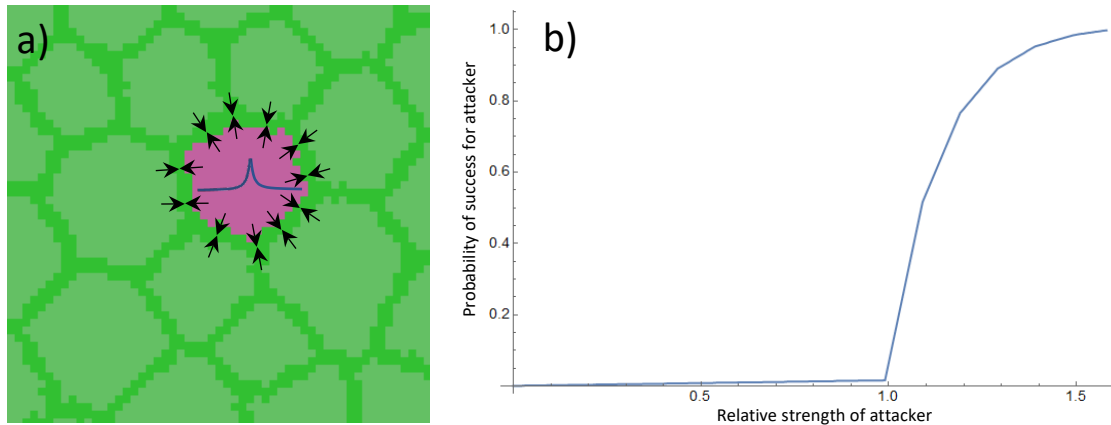 a)
b)
1.0
0.8
0.6
0.4
0.2
0.5
1.0
1.5
Probability of success for attacker
Relative strength of attacker